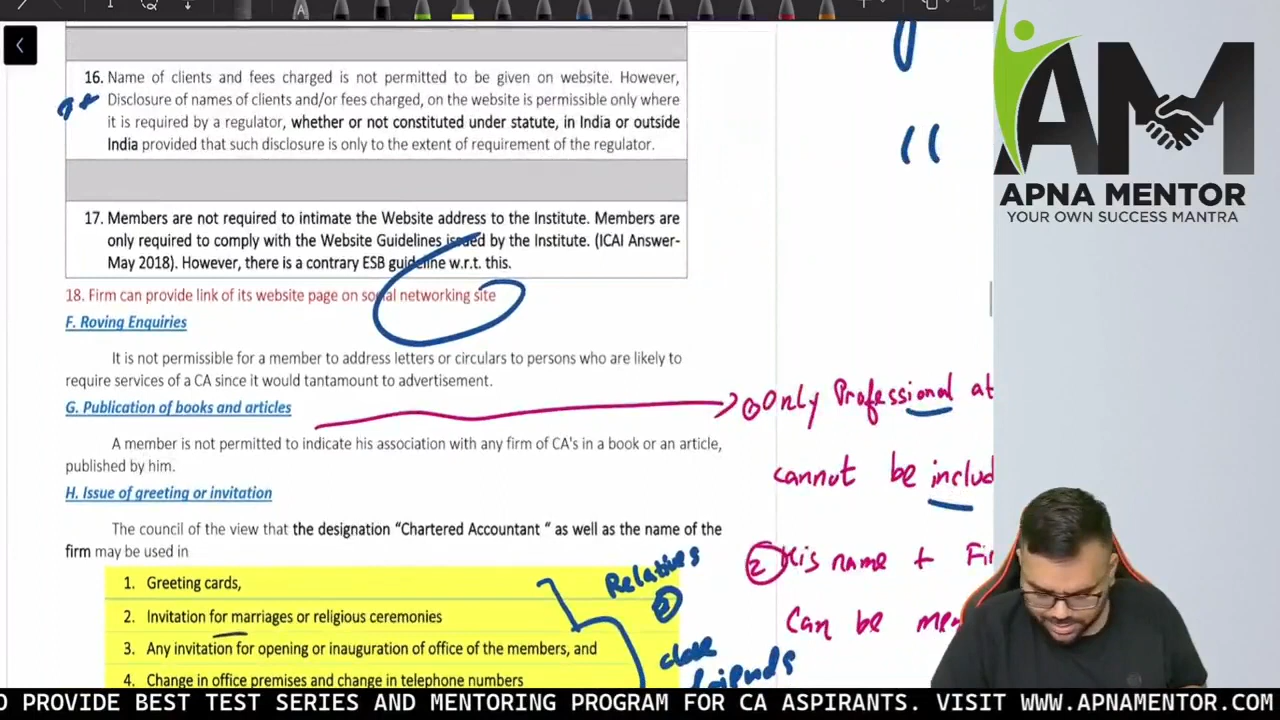 16. Name of clients and fees charged is not permitted to be given on website. However,
Disclosure of names of clients and/or fees charged, on the website is permissible only where
it is required by a regulator, whether or not constituted under statute, in India or outside
India provided that such disclosure is only to the extent of requirement of the regulator.
17. Members are not required to intimate the Website address to the Institute. Members are
only required to comply with the Website Guidelines issued by the Institute. (ICAI Answer-
May 2018). However, there is a contrary ESB guideline w.r.t. this.
18. Firm can provide link of its website page on social networking site
F. Roving Enquiries
It is not permissible for a member to address letters or circulars to persons who are likely to
require services of a CA since it would tantamount to advertisement.
G. Publication of books and articles
A member is not permitted to indicate his association with any firm of CA's in a book or an article,
published by him.
H. Issue of greeting or invitation
The council of the view that the designation "Chartered Accountant " as well as the name of the
firm may be used in
1. Greeting cards,
2. Invitation for marriages or religious ceremonies
3. Any invitation for opening or inauguration of office of the members, and
4. Change in office premises and change in telephone numbers
Relatives
&
close
friends
① Only Professional at
cannot be includ
② His name + Fir
Can be men
AM
APNA MENTOR
YOUR OWN SUCCESS MANTRA
O PROVIDE BEST TEST SERIES AND MENTORING PROGRAM FOR CA ASPIRANTS. VISIT WWW.APNAMENTOR.COM